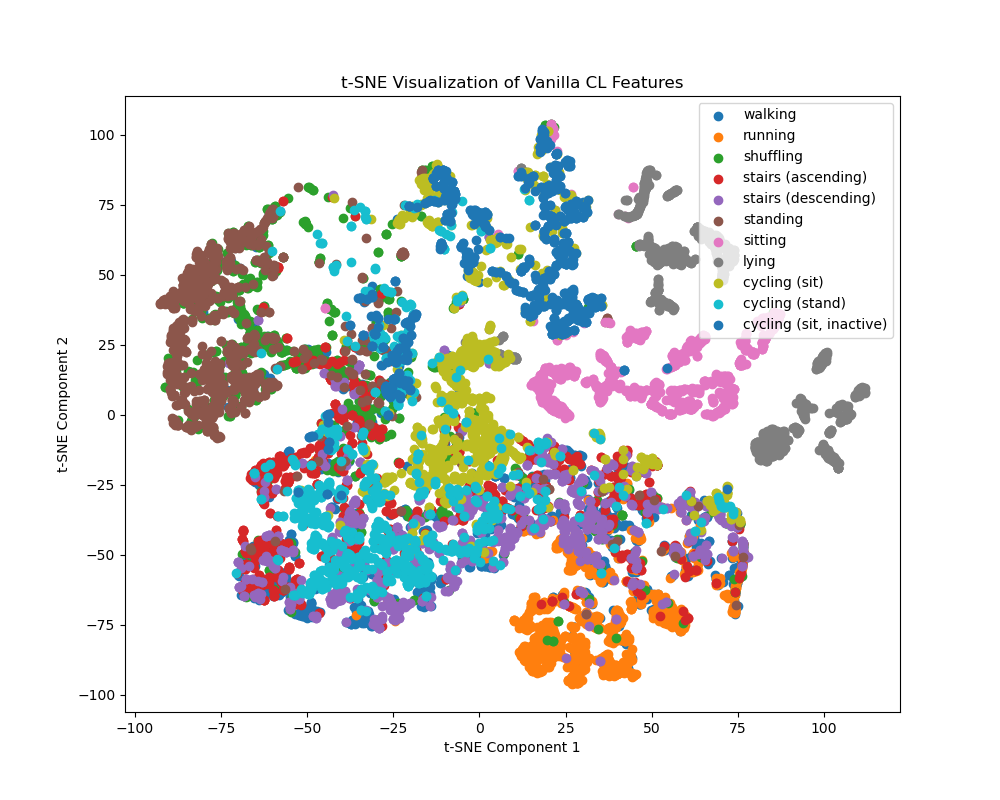 t-SNE Visualization of Vanilla CL Features
walking
running
shuffling
stairs (ascending)
stairs (descending)
standing
sitting
lying
cycling (sit)
cycling (stand)
cycling (sit, inactive)
100
75
50
25
0
−25
−50
−75
−100
t-SNE Component 2
−100
−75
−50
−25
0
25
50
75
100
t-SNE Component 1